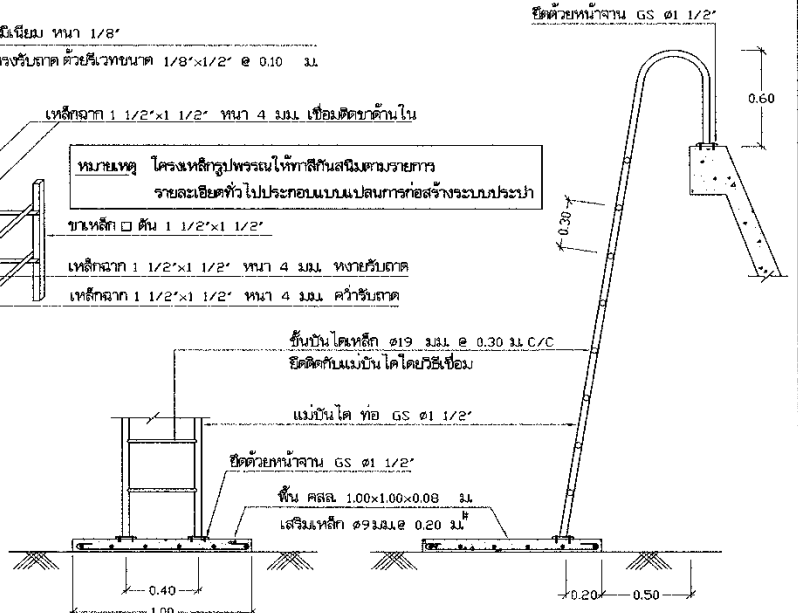 ยึดด้วยหน้าจาน GS ø1 1/2"
มิเนียม หนา 1/8"
ด้วยรีเวทขนาด 1/8"x1/2" @ 0.10 ม.
0.60
เหล็กฉาก 1 1/2"x1 1/2" หนา 4 มม. เชื่อมติดขาด้านใน
หมายเหตุ โครงเหล็กรูปพรรณให้ทาสีกันสนิมตามรายการ
รายละเอียดทั่วไปประกอบแบบแปลนการก่อสร้างระบบประปา
0.30
ขาเหล็ก □ ตัน 1 1/2"x1 1/2"
เหล็กฉาก 1 1/2"x1 1/2" หนา 4 มม. หงายรับถาด
เหล็กฉาก 1 1/2"x1 1/2" หนา 4 มม. คว่ำรับถาด
ขั้นบันไดเหล็ก ø19 มม. @ 0.30 ม. C/C
ยึดติดกับแม่บันไดโดยวิธีเชื่อม
แม่บันได ท่อ GS ø1 1/2"
ยึดด้วยหน้าจาน GS ø1 1/2"
พื้น คสล. 1.00x1.00x0.08 ม.
เสริมเหล็ก ø9 มม.@ 0.20 ม.#
0.40
1.00
0.20
0.50